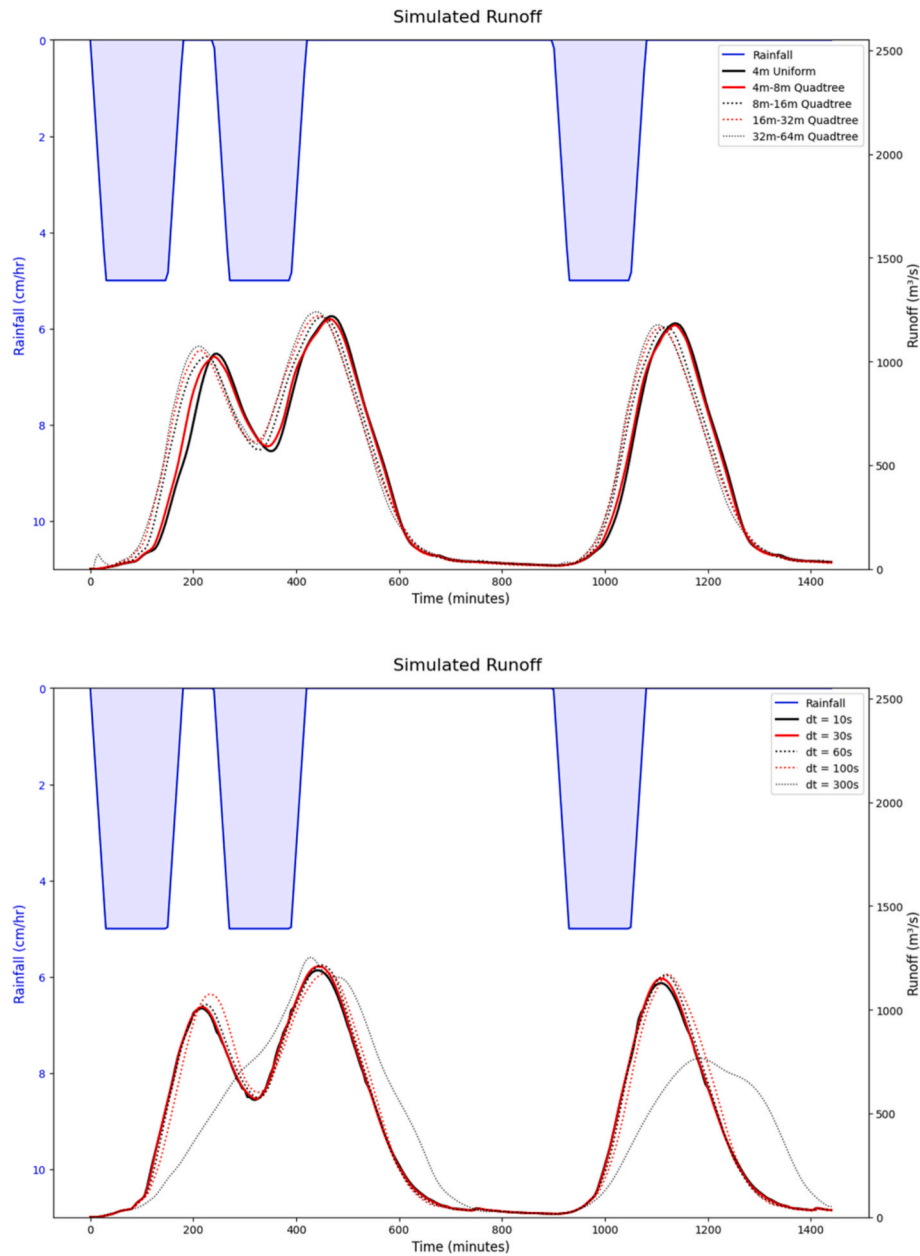 Simulated Runoff
0
2
4
6
8
10
Rainfall (cm/hr)
2500
2000
1500
1000
500
0
Runoff (m³/s)
Rainfall
4m Uniform
4m-8m Quadtree
8m-16m Quadtree
16m-32m Quadtree
32m-64m Quadtree
0 200 400 600 800 1000 1200 1400
Time (minutes)
Simulated Runoff
0
2
4
6
8
10
Rainfall (cm/hr)
2500
2000
1500
1000
500
0
Runoff (m³/s)
Rainfall
dt = 10s
dt = 30s
dt = 60s
dt = 100s
dt = 300s
0 200 400 600 800 1000 1200 1400
Time (minutes)